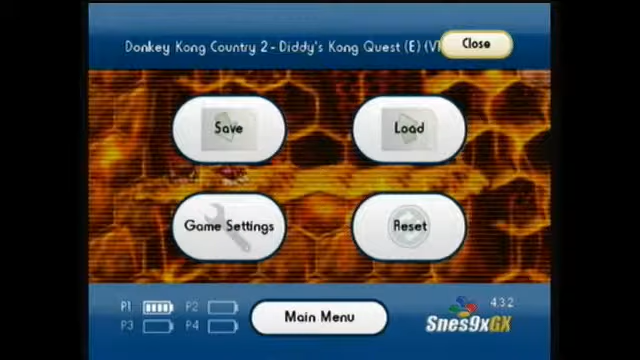 Donkey Kong Country 2 - Diddy's Kong Quest (E) (V1
Close
Save
Load
Game Settings
Reset
P1
P2
P3
P4
Main Menu
4.3.2
Snes9xGX